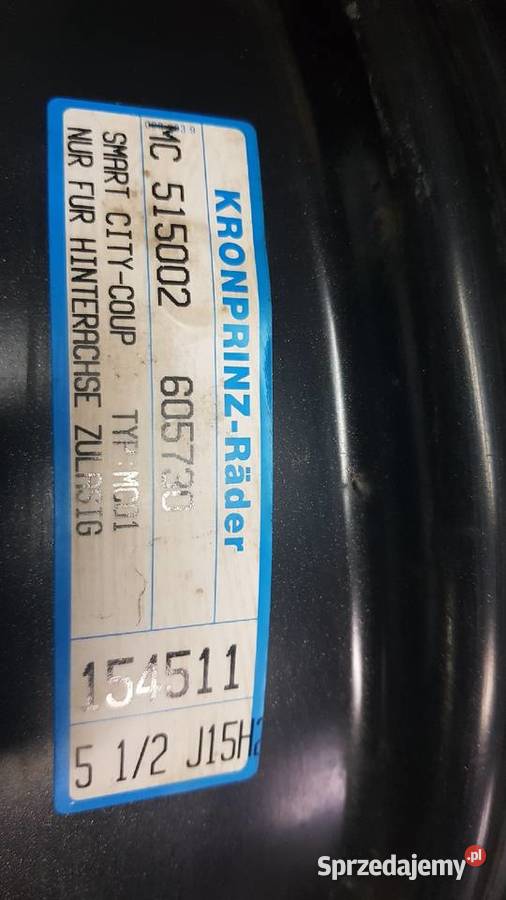 KRONPRINZ-Räder
MC 515002 605730
SMART CITY-COUP TYP:MC01
NUR FUR HINTERACHSE ZULASIG
154511
5 1/2 J15H2
Sprzedajemy.pl